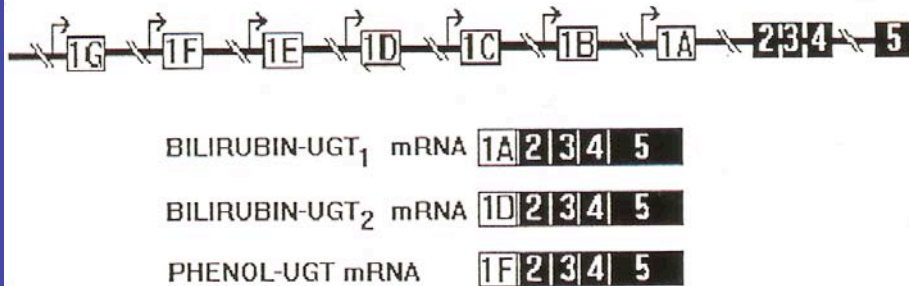 1G 1F 1E 1D 1C 1B 1A 2 3 4 5
BILIRUBIN-UGT1 mRNA 1A 2 3 4 5
BILIRUBIN-UGT2 mRNA 1D 2 3 4 5
PHENOL-UGT mRNA 1F 2 3 4 5